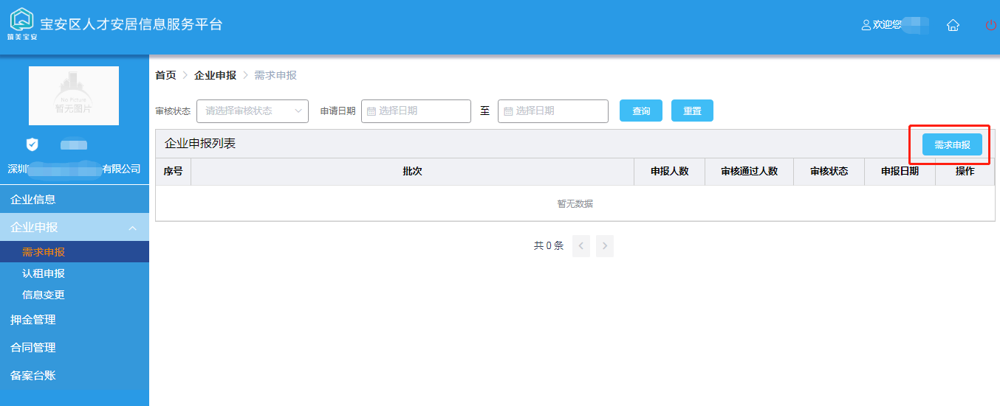 宝安区人才安居信息服务平台
筑美宝安
欢迎您
No Picture
暂无图片
深圳 有限公司
企业信息
企业申报
需求申报
认租申报
信息变更
押金管理
合同管理
备案台账
首页 > 企业申报 > 需求申报
审核状态 请选择审核状态 申请日期 选择日期 至 选择日期 查询 重置
企业申报列表 需求申报
序号 批次 申报人数 审核通过人数 审核状态 申报日期 操作
暂无数据
共 0 条 < >